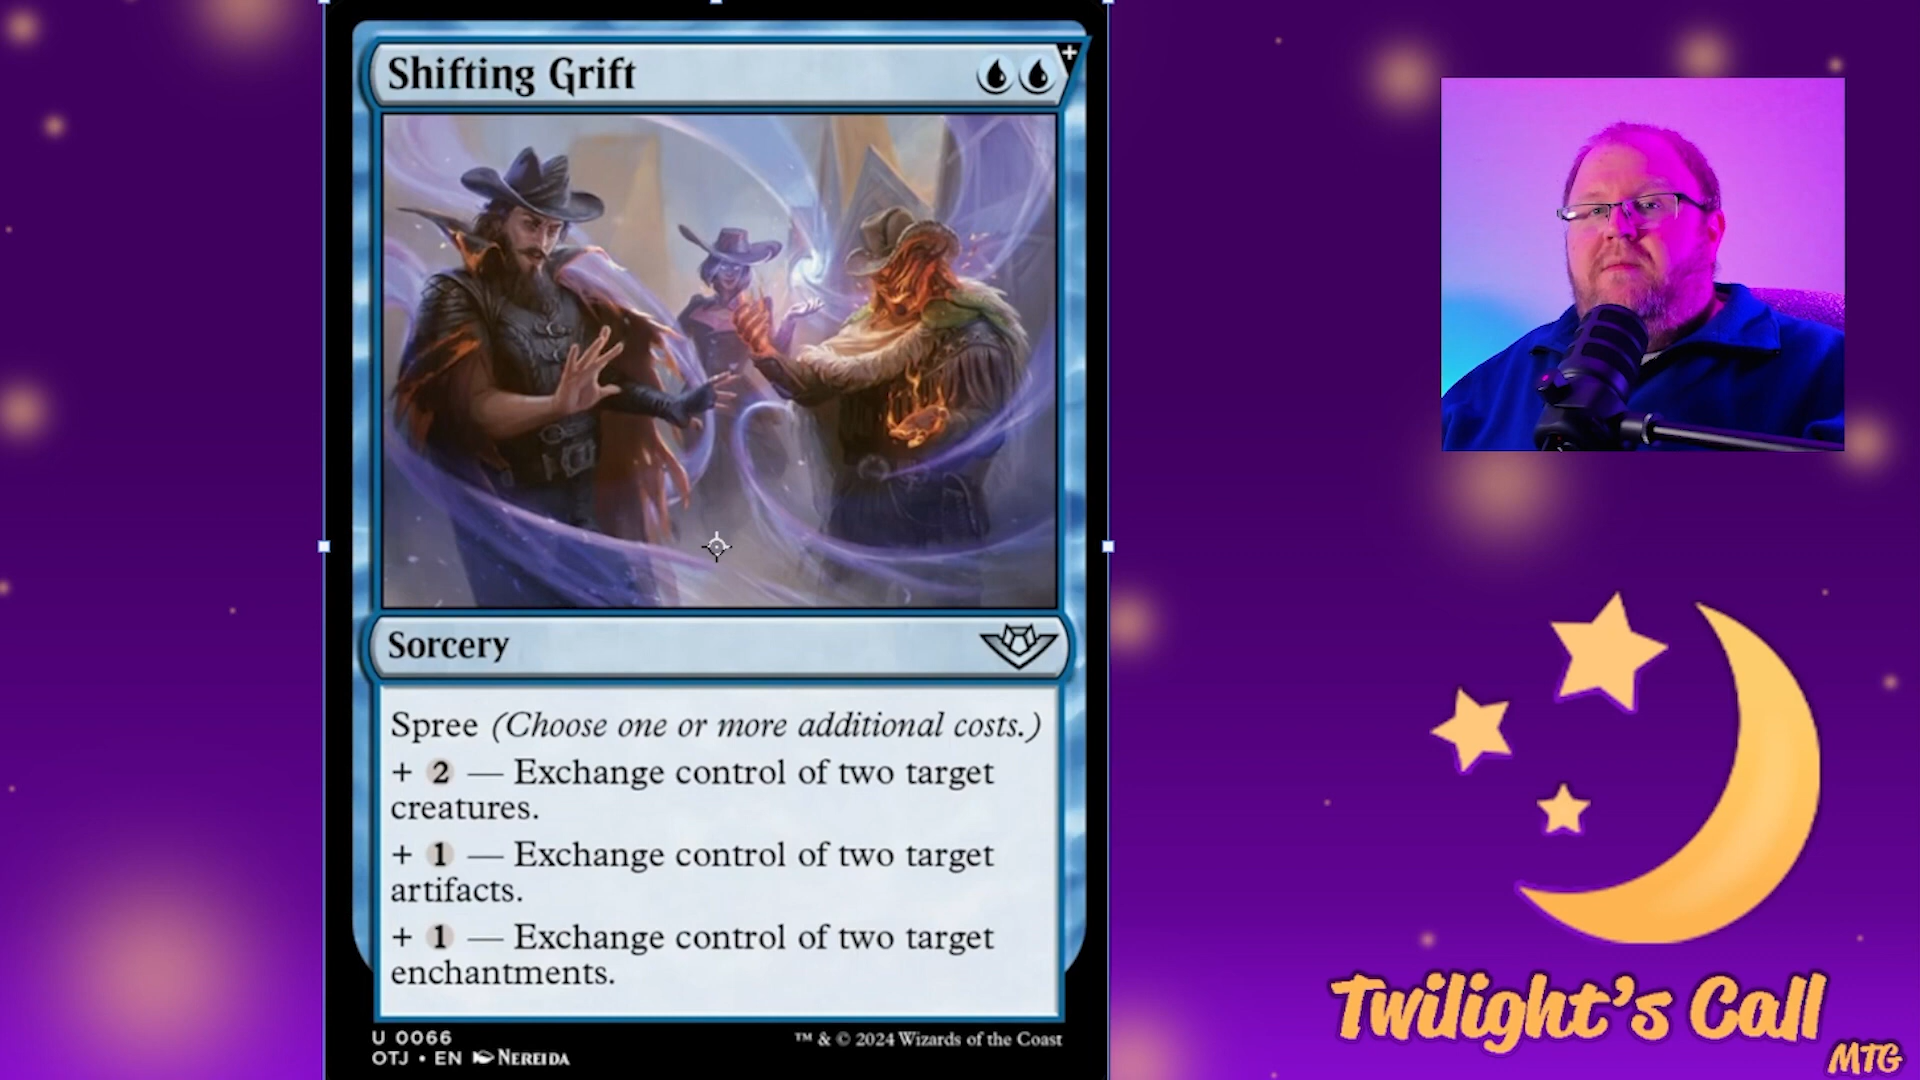 Shifting Grift
Sorcery
Spree (Choose one or more additional costs.)
+ 2 — Exchange control of two target
creatures.
+ 1 — Exchange control of two target
artifacts.
+ 1 — Exchange control of two target
enchantments.
U 0066
OTJ • EN NEREIDA
™ & © 2024 Wizards of the Coast
Twilight's Call
MTG